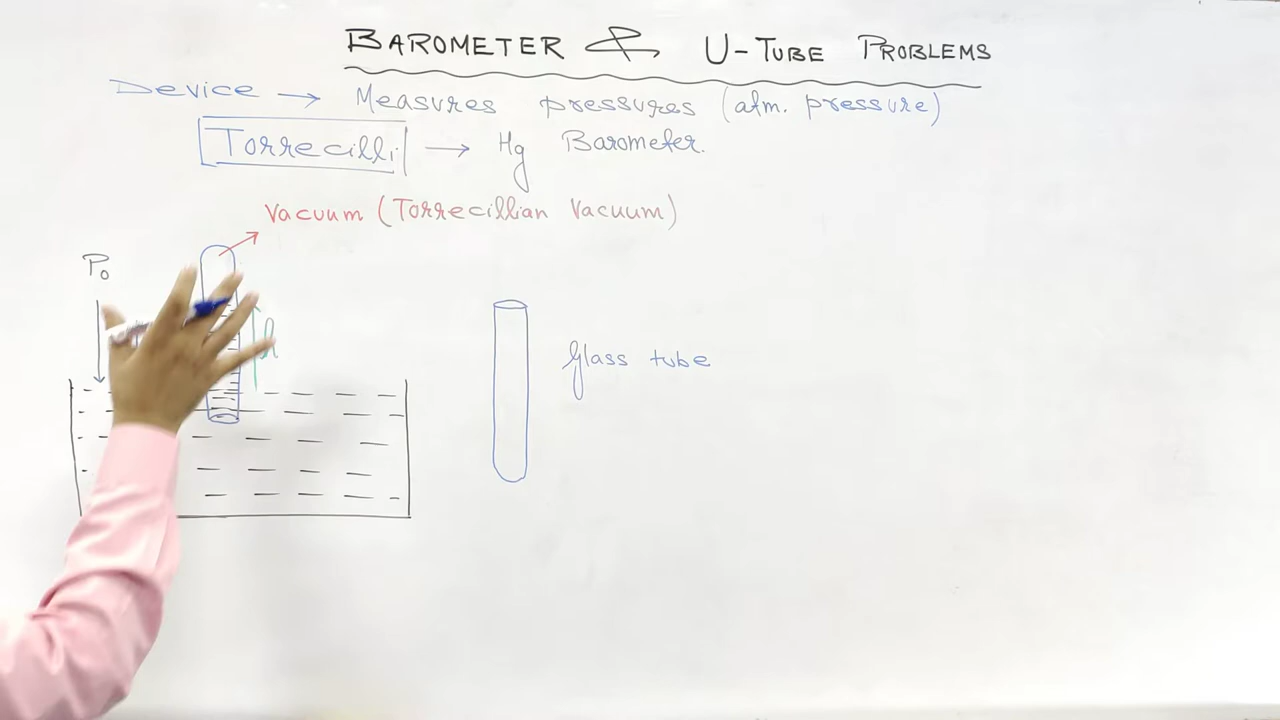 BAROMETER & U-TUBE PROBLEMS
Device → Measures pressures (atm. pressure)
Torrecilli → Hg Barometer.
Vacuum (Torrecillian Vacuum)
P₀
h
Glass tube